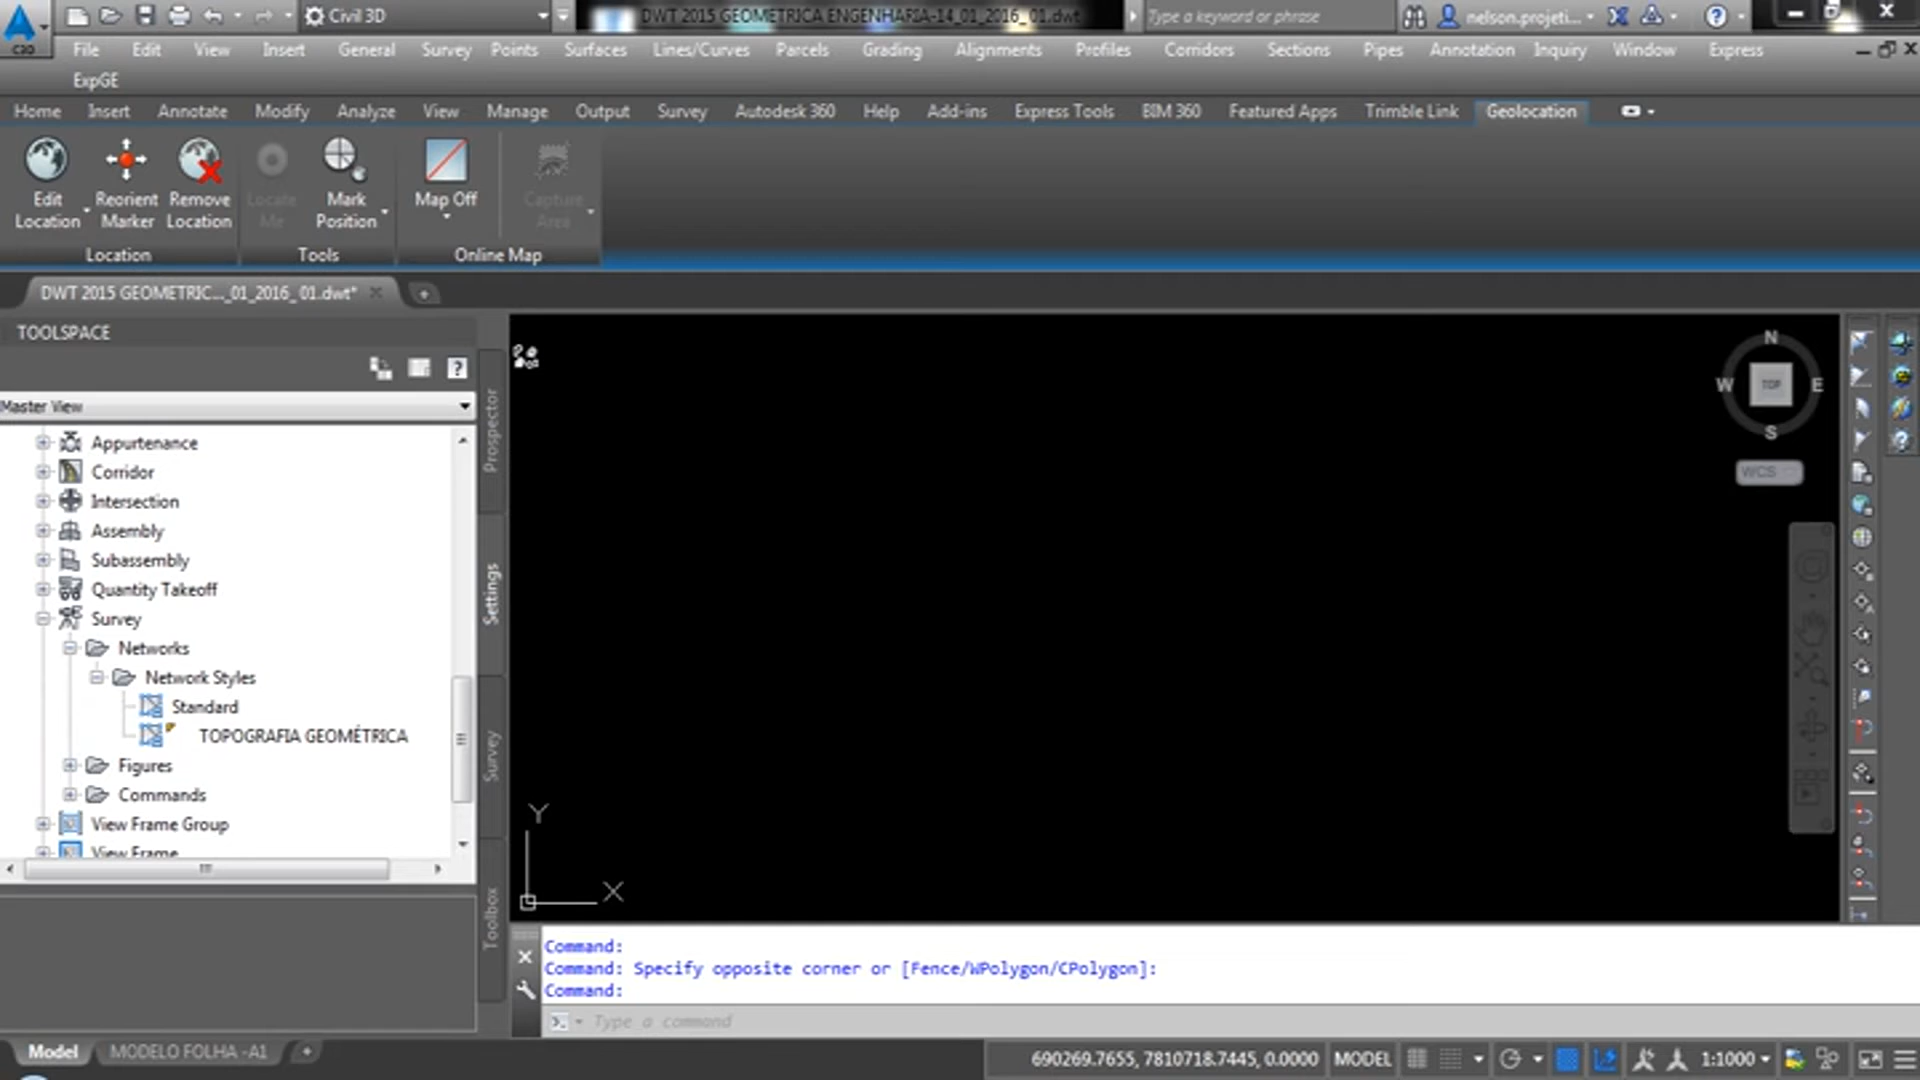 Civil 3D
DWT 2015 GEOMETRICA ENGENHARIA-14_01_2016_01.dwt
Type a keyword or phrase
nelson.projeti...
C3D
File Edit View Insert General Survey Points Surfaces Lines/Curves Parcels Grading Alignments Profiles Corridors Sections Pipes Annotation Inquiry Window Express
ExpGE
Home Insert Annotate Modify Analyze View Manage Output Survey Autodesk 360 Help Add-ins Express Tools BIM 360 Featured Apps Trimble Link Geolocation
Edit Location
Reorient Marker
Remove Location
Locate Me
Mark Position
Map Off
Capture Area
Location Tools Online Map
DWT 2015 GEOMETRIC..._01_2016_ 01.dwt*
TOOLSPACE
Master View
Appurtenance
Corridor
Intersection
Assembly
Subassembly
Quantity Takeoff
Survey
Networks
Network Styles
Standard
TOPOGRAFIA GEOMÉTRICA
Figures
Commands
View Frame Group
View Frame
Prospector
Settings
Survey
Toolbox
N
W TOP E
S
WCS
Y
X
Command:
Command: Specify opposite corner or [Fence/WPolygon/CPolygon]:
Command:
Type a command
Model MODELO FOLHA -A1
690269.7655, 7810718.7445, 0.0000 MODEL 1:1000